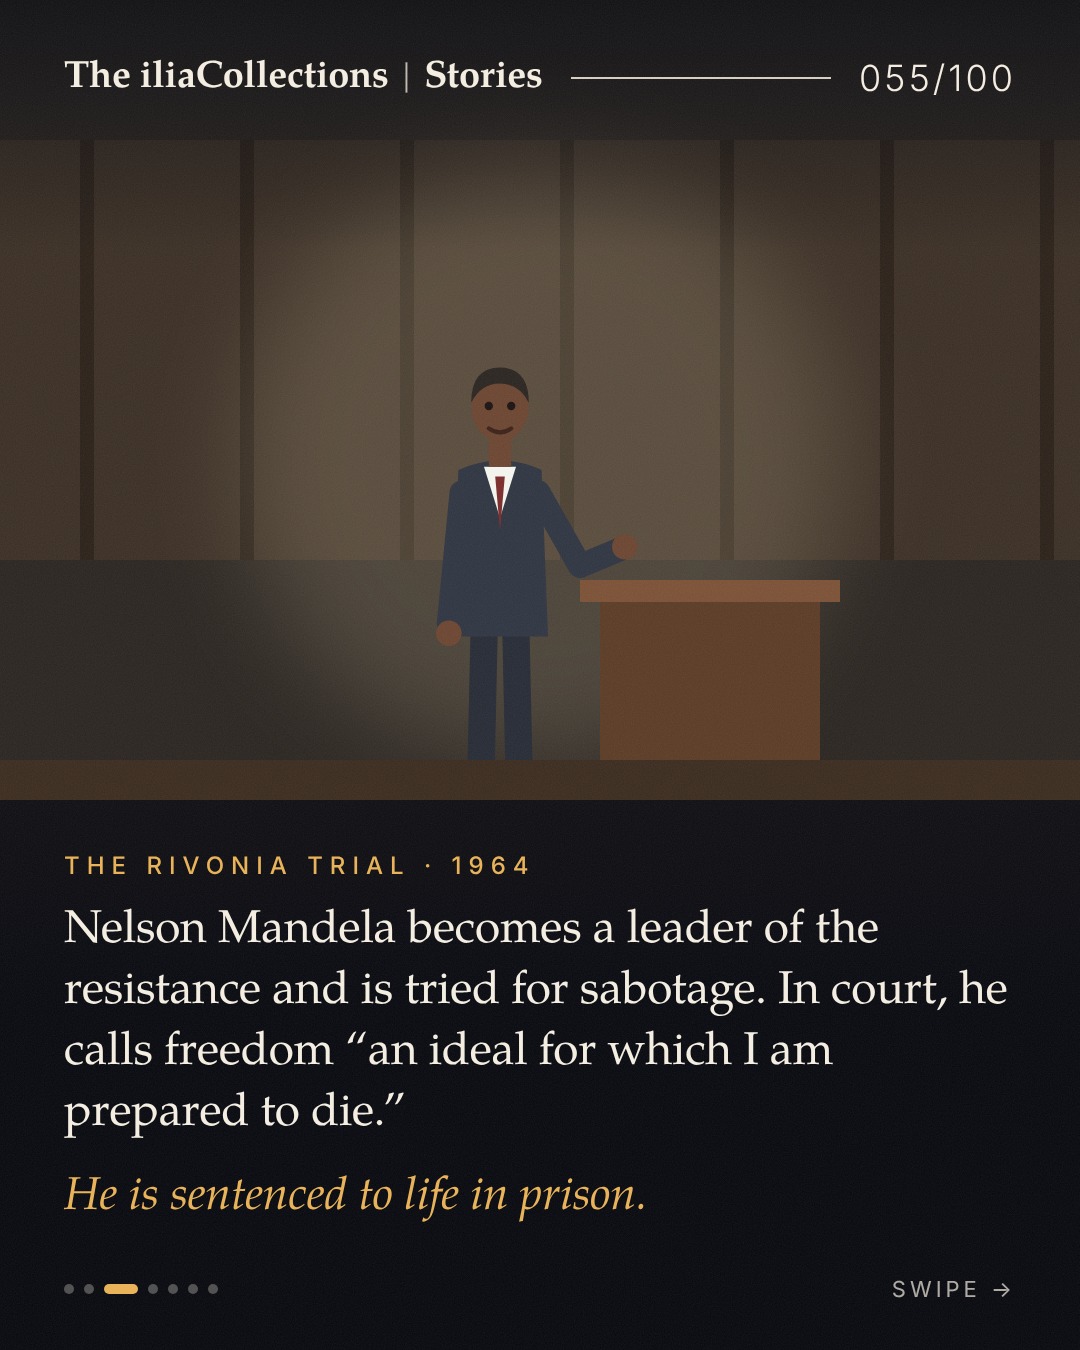 The iliaCollections | Stories
055/100
THE RIVONIA TRIAL · 1964
Nelson Mandela becomes a leader of the
resistance and is tried for sabotage. In court, he
calls freedom “an ideal for which I am
prepared to die.”
He is sentenced to life in prison.
SWIPE →